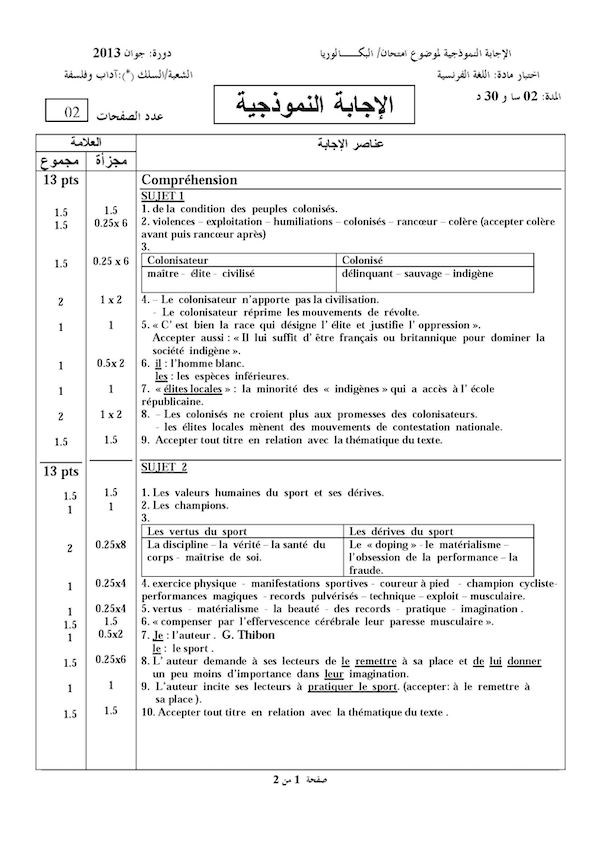 الإجابة النموذجية لموضوع امتحان/ البكـــــالوريا دورة: جوان 2013
اختبار مادة: اللغة الفرنسية الشعبة/السلك (*):آداب وفلسفة
المدة: 02 سا و 30 د
الإجابة النموذجية
عدد الصفحات 02
عناصر الإجابة العلامة
مجزأة مجموع
13 pts Compréhension
SUJET 1
1.5 1.5 1. de la condition des peuples colonisés.
1.5 0.25x 6 2. violences – exploitation – humiliations – colonisés – rancœur – colère (accepter colère
avant puis rancœur après)
3.
1.5 0.25 x 6 Colonisateur Colonisé
maître - élite - civilisé délinquant – sauvage – indigène
2 1 x 2 4. – Le colonisateur n’apporte pas la civilisation.
- Le colonisateur réprime les mouvements de révolte.
1 1 5. « C’ est bien la race qui désigne l’ élite et justifie l’ oppression ».
Accepter aussi : « Il lui suffit d’ être français ou britannique pour dominer la
société indigène ».
1 0.5x 2 6. il : l’homme blanc.
les : les espèces inférieures.
1 1 7. « élites locales » : la minorité des « indigènes » qui a accès à l’ école
républicaine.
2 1 x 2 8. – Les colonisés ne croient plus aux promesses des colonisateurs.
- les élites locales mènent des mouvements de contestation nationale.
1.5 1.5 9. Accepter tout titre en relation avec la thématique du texte.
13 pts SUJET 2
1.5 1.5 1. Les valeurs humaines du sport et ses dérives.
1 1 2. Les champions.
3.
Les vertus du sport Les dérives du sport
2 0.25x8 La discipline – la vérité – la santé du Le « doping » - le matérialisme –
corps - maîtrise de soi. l’obsession de la performance – la
fraude.
1 0.25x4 4. exercice physique - manifestations sportives - coureur à pied - champion cycliste-
performances magiques - records pulvérisés – technique – exploit – musculaire.
1 0.25x4 5. vertus - matérialisme - la beauté - des records - pratique - imagination .
1.5 1.5 6. « compenser par l’effervescence cérébrale leur paresse musculaire ».
1 0.5x2 7. Je : l’auteur . G. Thibon
le : le sport .
1.5 0.25x6 8. L’ auteur demande à ses lecteurs de le remettre à sa place et de lui donner
un peu moins d’importance dans leur imagination.
1 1 9. L’auteur incite ses lecteurs à pratiquer le sport. (accepter: à le remettre à
sa place ).
1.5 1.5 10. Accepter tout titre en relation avec la thématique du texte .
صفحة 1 من 2